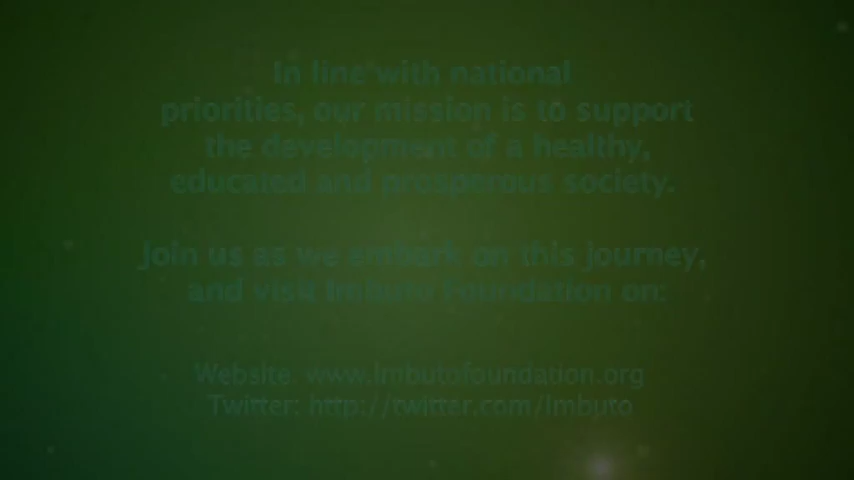 In line with national
priorities, our mission is to support
the development of a healthy,
educated and prosperous society.
Join us as we embark on this journey,
and visit Imbuto Foundation on:
Website: www.Imbutofoundation.org
Twitter: http://twitter.com/Imbuto